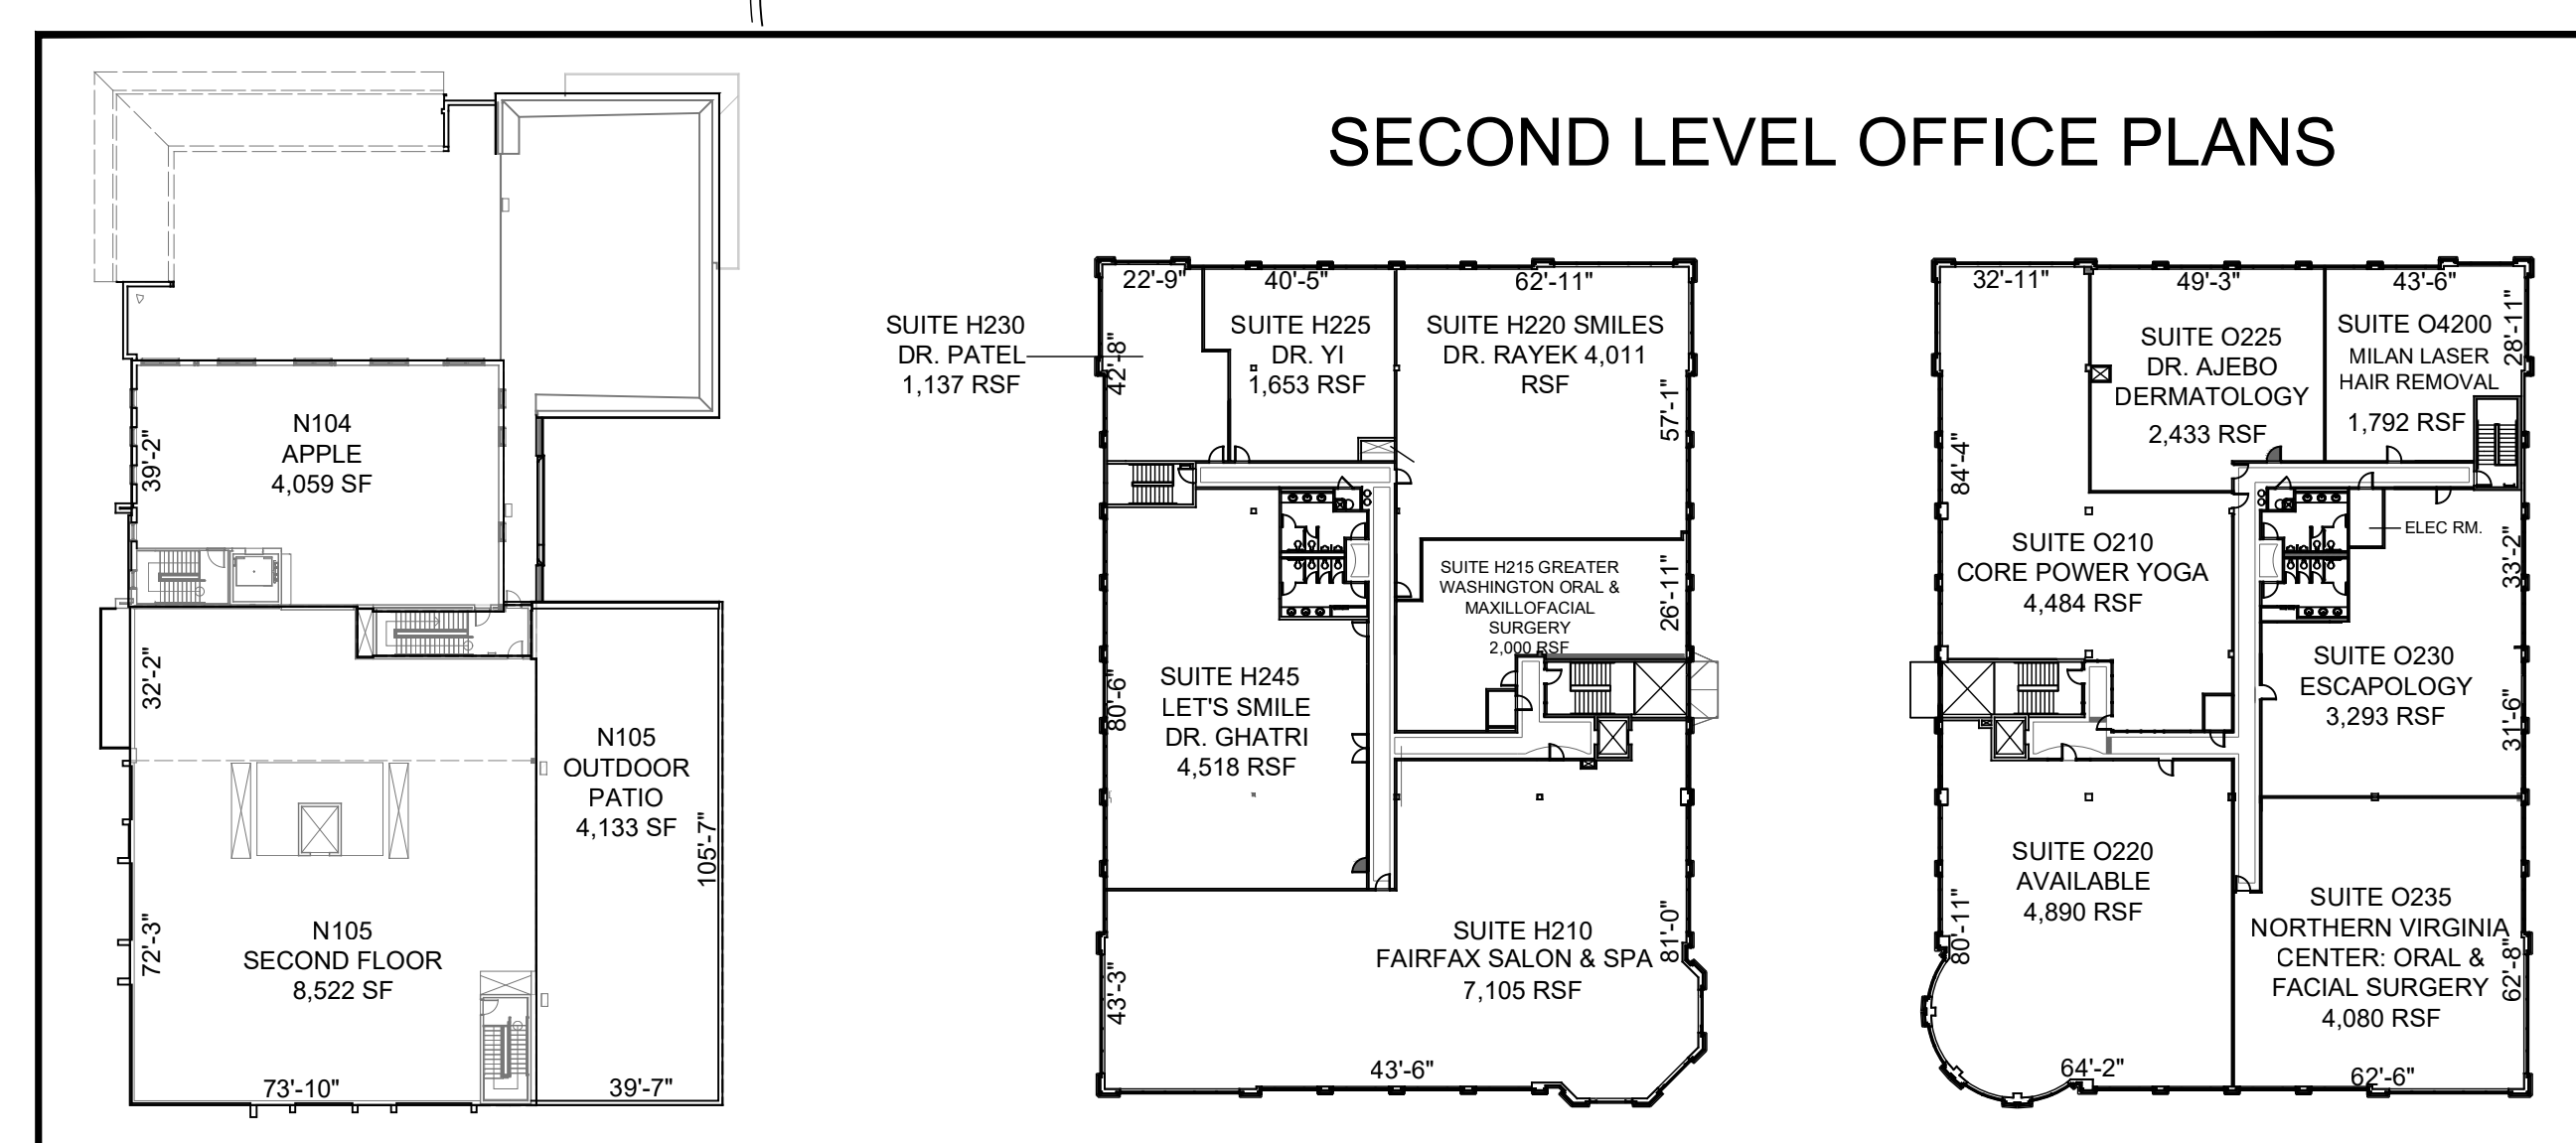 SECOND LEVEL OFFICE PLANS
N104
APPLE
4,059 SF
39'-2"
32'-2"
N105
OUTDOOR
PATIO
4,133 SF
105'-7"
72'-3"
N105
SECOND FLOOR
8,522 SF
73'-10"
39'-7"
22'-9"
40'-5"
62'-11"
SUITE H230
DR. PATEL
1,137 RSF
42'-8"
SUITE H225
DR. YI
1,653 RSF
SUITE H220 SMILES
DR. RAYEK 4,011
RSF
57'-1"
SUITE H215 GREATER
WASHINGTON ORAL &
MAXILLOFACIAL
SURGERY
2,000 RSF
26'-11"
SUITE H245
LET'S SMILE
DR. GHATRI
4,518 RSF
80'-6"
SUITE H210
FAIRFAX SALON & SPA
7,105 RSF
81'-0"
43'-3"
43'-6"
32'-11"
49'-3"
43'-6"
28'-11"
SUITE O225
DR. AJEBO
DERMATOLOGY
2,433 RSF
SUITE O4200
MILAN LASER
HAIR REMOVAL
1,792 RSF
84'-4"
SUITE O210
CORE POWER YOGA
4,484 RSF
ELEC RM.
33'-2"
SUITE O230
ESCAPOLOGY
3,293 RSF
31'-6"
SUITE O220
AVAILABLE
4,890 RSF
80'-11"
SUITE O235
NORTHERN VIRGINIA
CENTER: ORAL &
FACIAL SURGERY
4,080 RSF
62'-8"
64'-2"
62'-6"